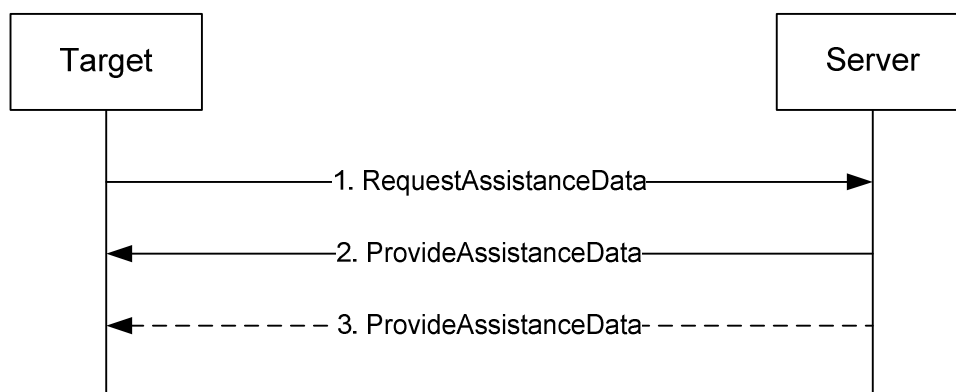 Target
Server
1. RequestAssistanceData
2. ProvideAssistanceData
3. ProvideAssistanceData